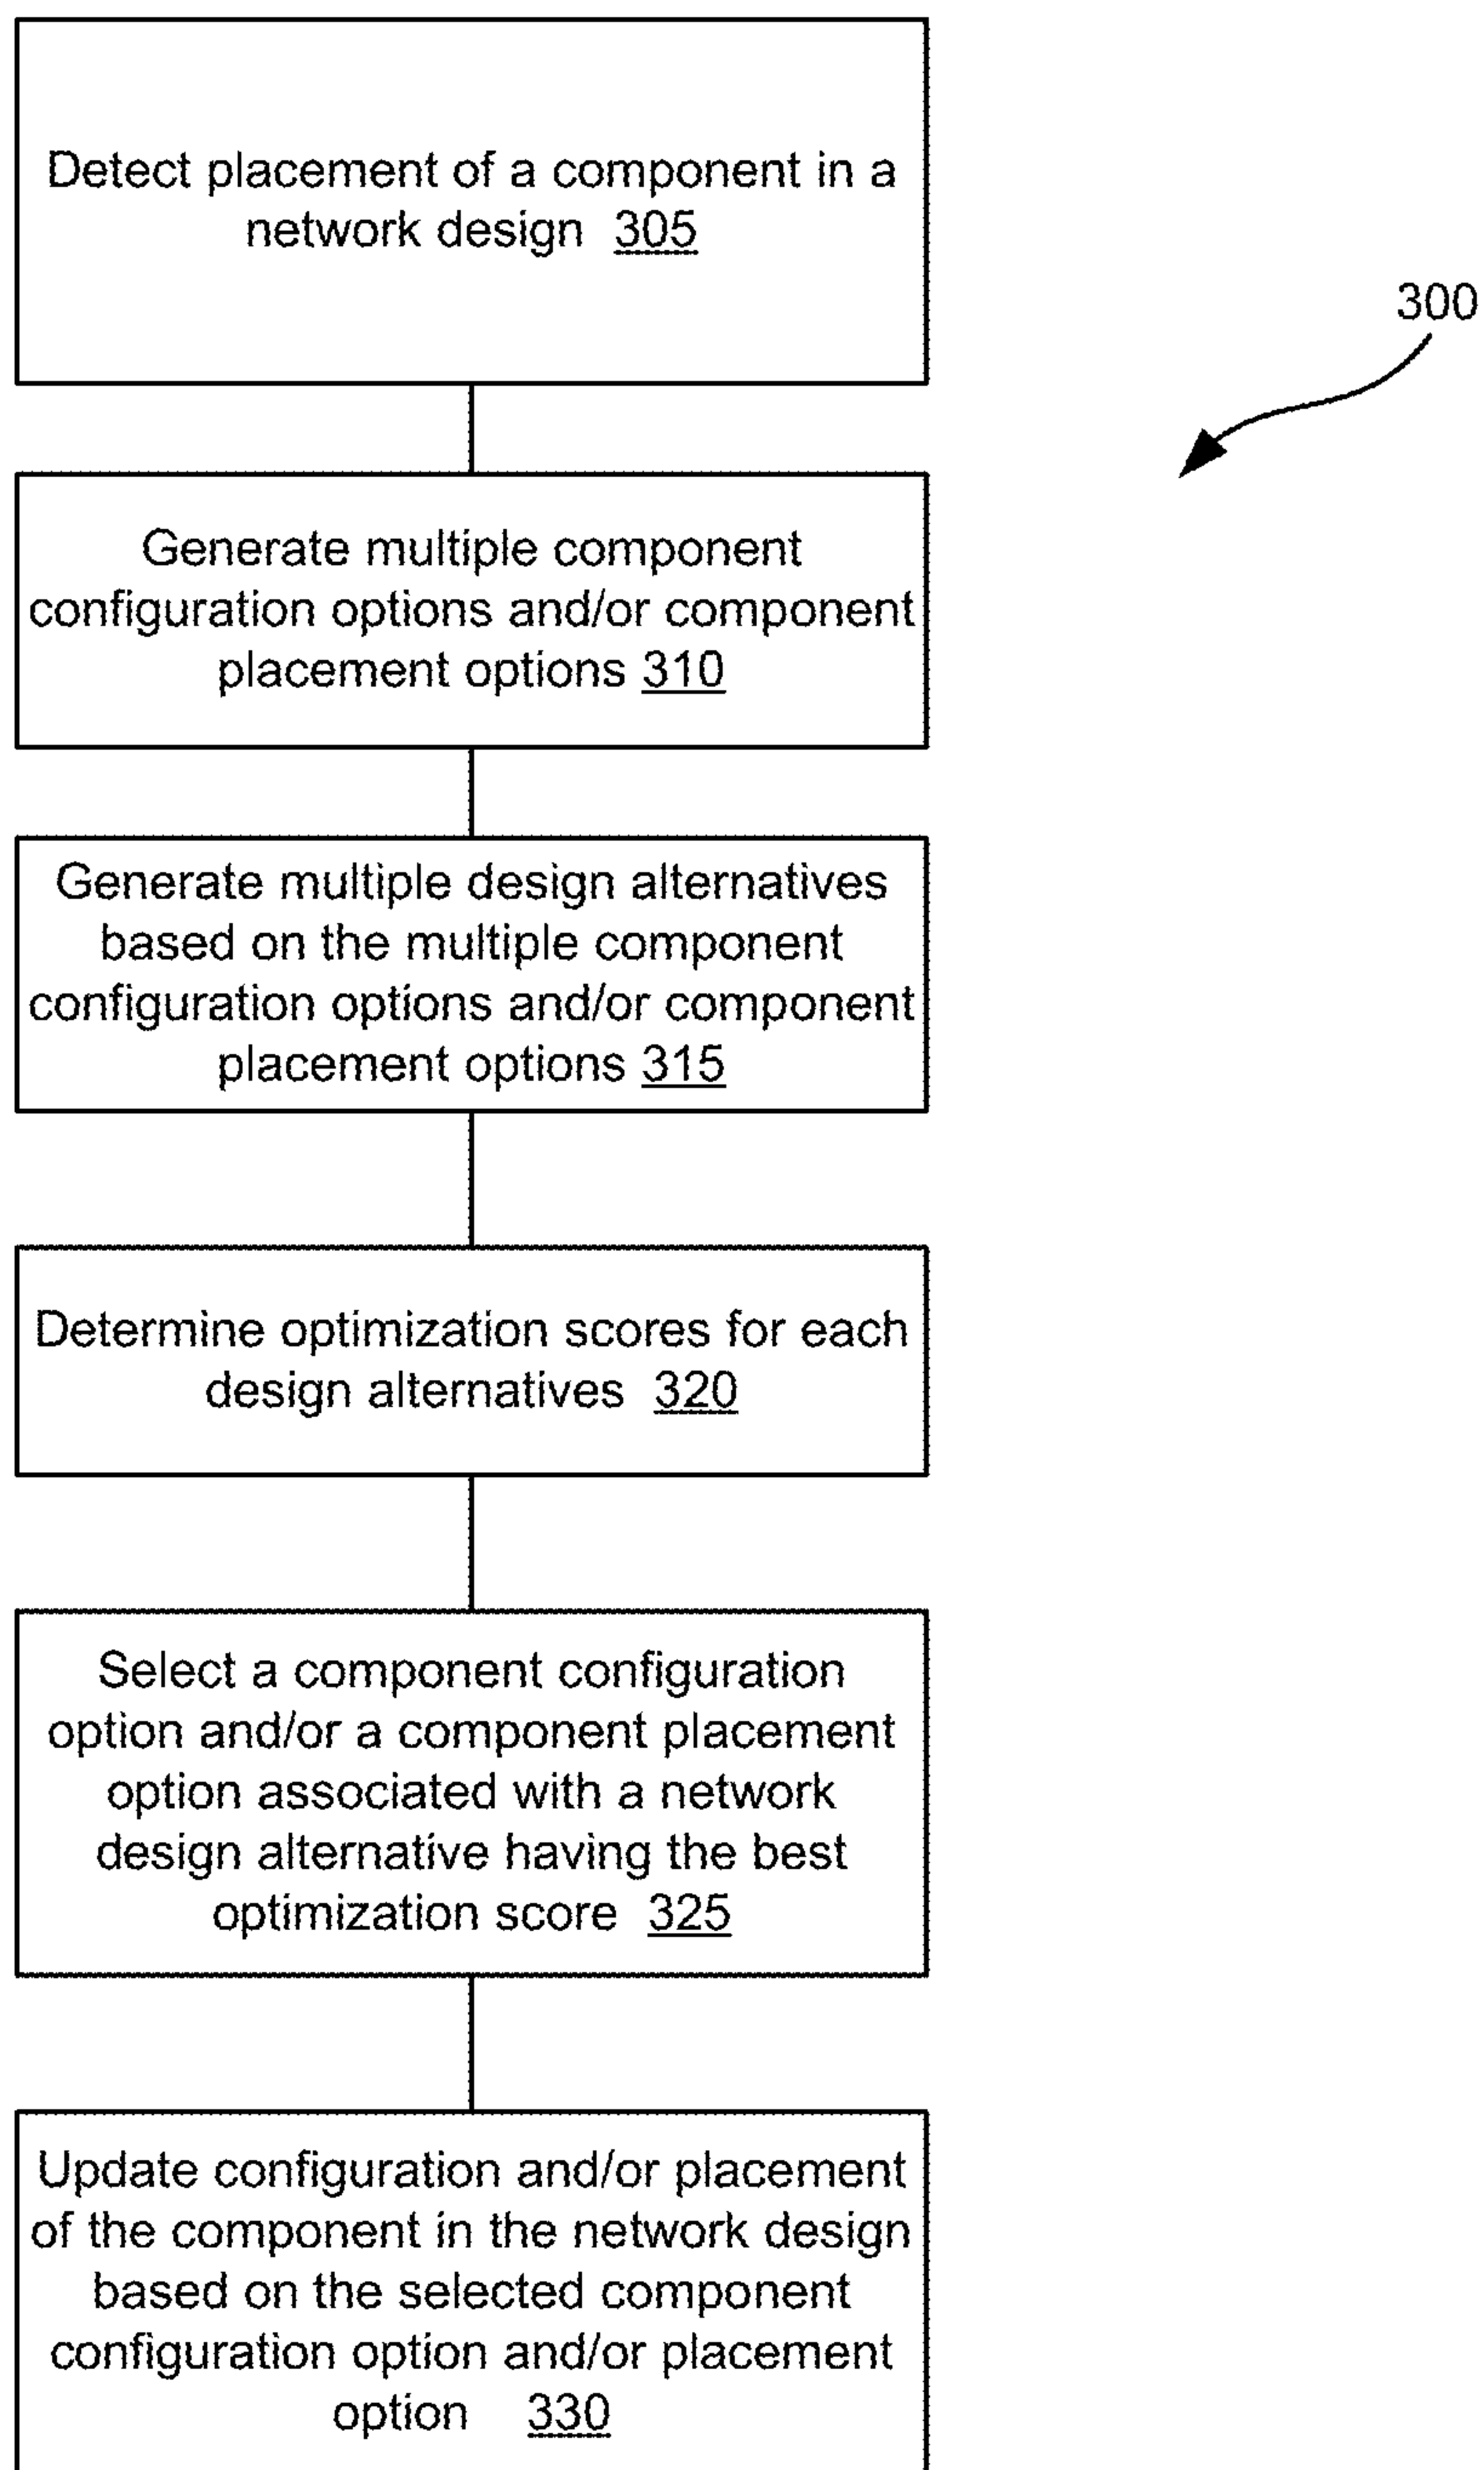 Detect placement of a component in a
network design 305
300
Generate multiple component
configuration options and/or component
placement options 310
Generate multiple design alternatives
based on the multiple component
configuration options and/or component
placement options 315
Determine optimization scores for each
design alternatives 320
Select a component configuration
option and/or a component placement
option associated with a network
design alternative having the best
optimization score 325
Update configuration and/or placement
of the component in the network design
based on the selected component
configuration option and/or placement
option 330